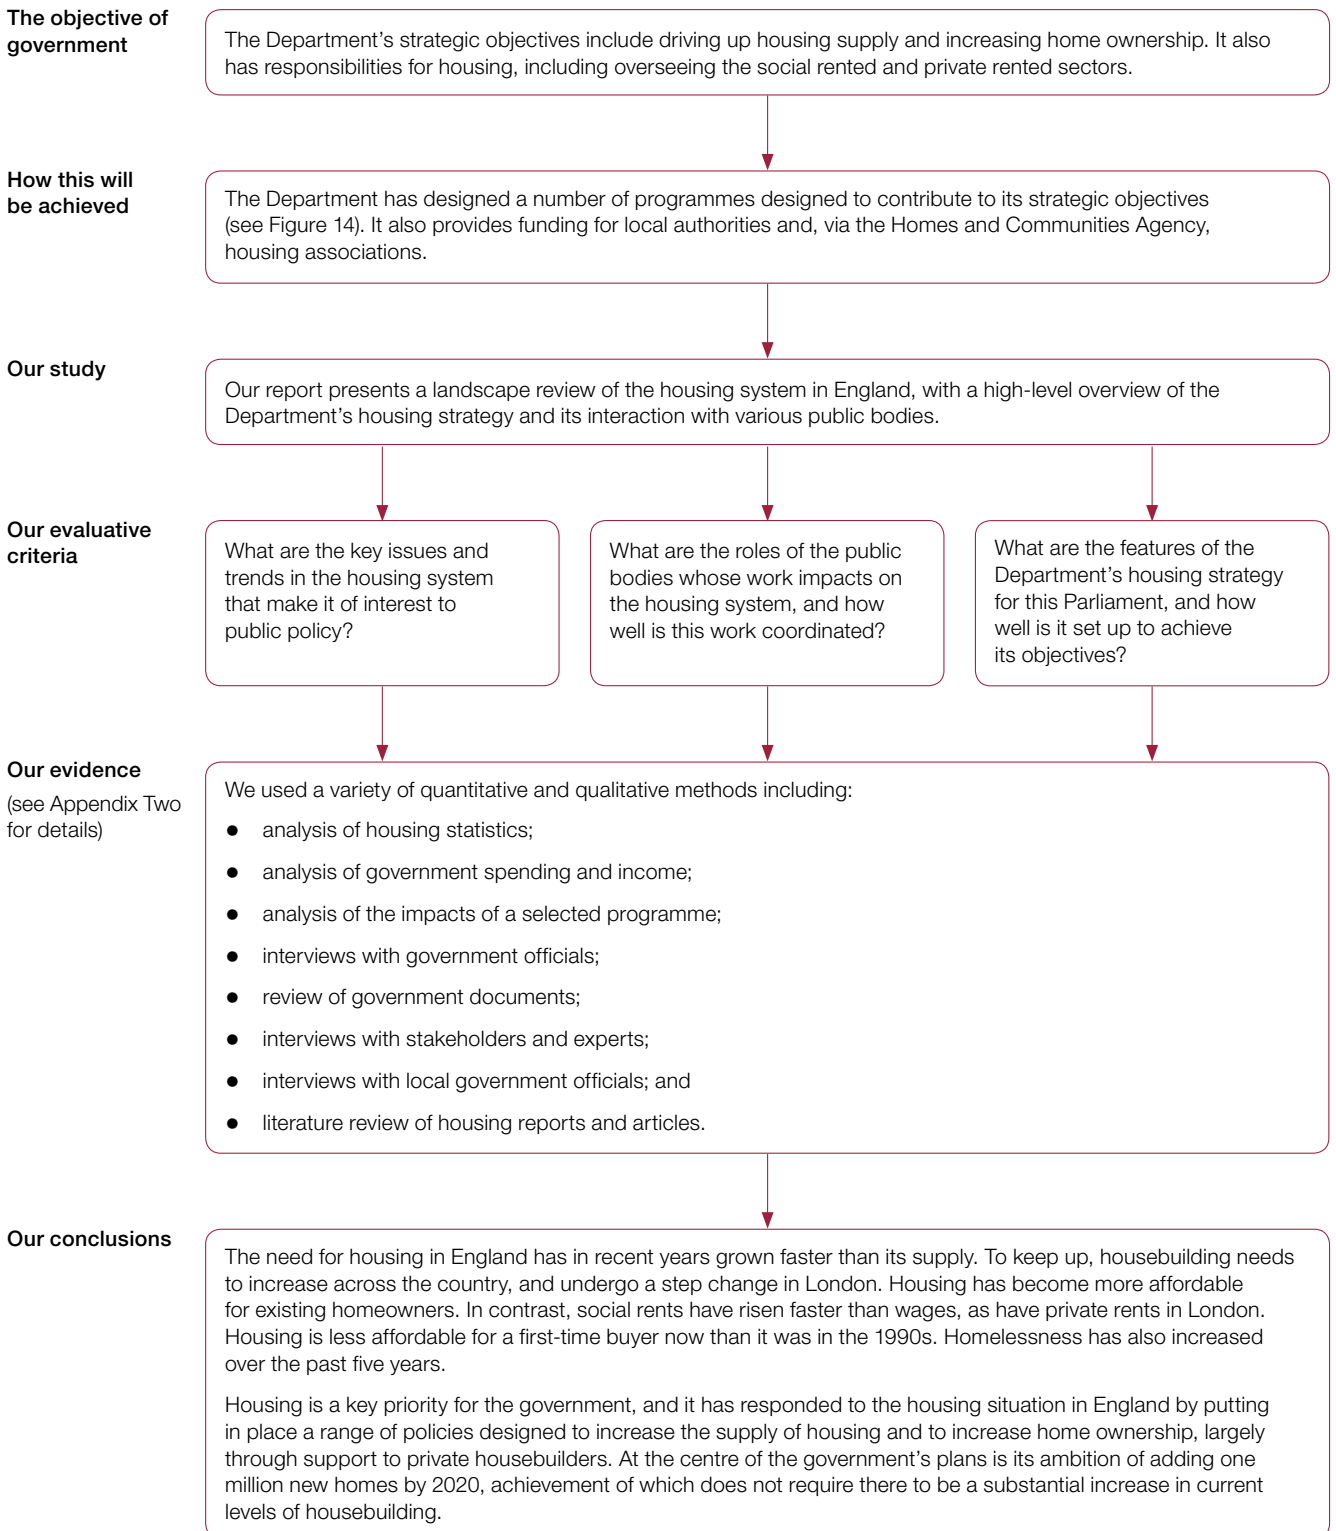 The objective of
government
The Department's strategic objectives include driving up housing supply and increasing home ownership. It also
has responsibilities for housing, including overseeing the social rented and private rented sectors.
How this will
be achieved
The Department has designed a number of programmes designed to contribute to its strategic objectives
(see Figure 14). It also provides funding for local authorities and, via the Homes and Communities Agency,
housing associations.
Our study
Our report presents a landscape review of the housing system in England, with a high-level overview of the
Department's housing strategy and its interaction with various public bodies.
Our evaluative
criteria
What are the key issues and
trends in the housing system
that make it of interest to
public policy?
What are the roles of the public
bodies whose work impacts on
the housing system, and how
well is this work coordinated?
What are the features of the
Department's housing strategy
for this Parliament, and how
well is it set up to achieve
its objectives?
Our evidence
(see Appendix Two
for details)
We used a variety of quantitative and qualitative methods including:
● analysis of housing statistics;
● analysis of government spending and income;
● analysis of the impacts of a selected programme;
● interviews with government officials;
● review of government documents;
● interviews with stakeholders and experts;
● interviews with local government officials; and
● literature review of housing reports and articles.
Our conclusions
The need for housing in England has in recent years grown faster than its supply. To keep up, housebuilding needs
to increase across the country, and undergo a step change in London. Housing has become more affordable
for existing homeowners. In contrast, social rents have risen faster than wages, as have private rents in London.
Housing is less affordable for a first-time buyer now than it was in the 1990s. Homelessness has also increased
over the past five years.
Housing is a key priority for the government, and it has responded to the housing situation in England by putting
in place a range of policies designed to increase the supply of housing and to increase home ownership, largely
through support to private housebuilders. At the centre of the government's plans is its ambition of adding one
million new homes by 2020, achievement of which does not require there to be a substantial increase in current
levels of housebuilding.